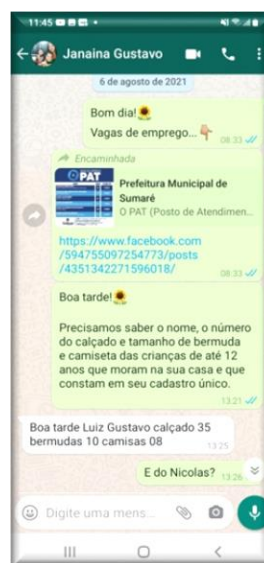 11:45
Janaina Gustavo
6 de agosto de 2021
Bom dia!
Vagas de emprego...
08:33
Encaminhada
PAT
Prefeitura Municipal de
Sumaré
O PAT (Posto de Atendimen...
https://www.facebook.com
/594755097254773/posts
/4351342271596018/
08:33
Boa tarde!
Precisamos saber o nome, o número
do calçado e tamanho de bermuda
e camiseta das crianças de até 12
anos que moram na sua casa e que
constam em seu cadastro único.
13:21
Boa tarde Luiz Gustavo calçado 35
bermudas 10 camisas 08
13:25
E do Nicolas?
13:26
Digite uma mens...